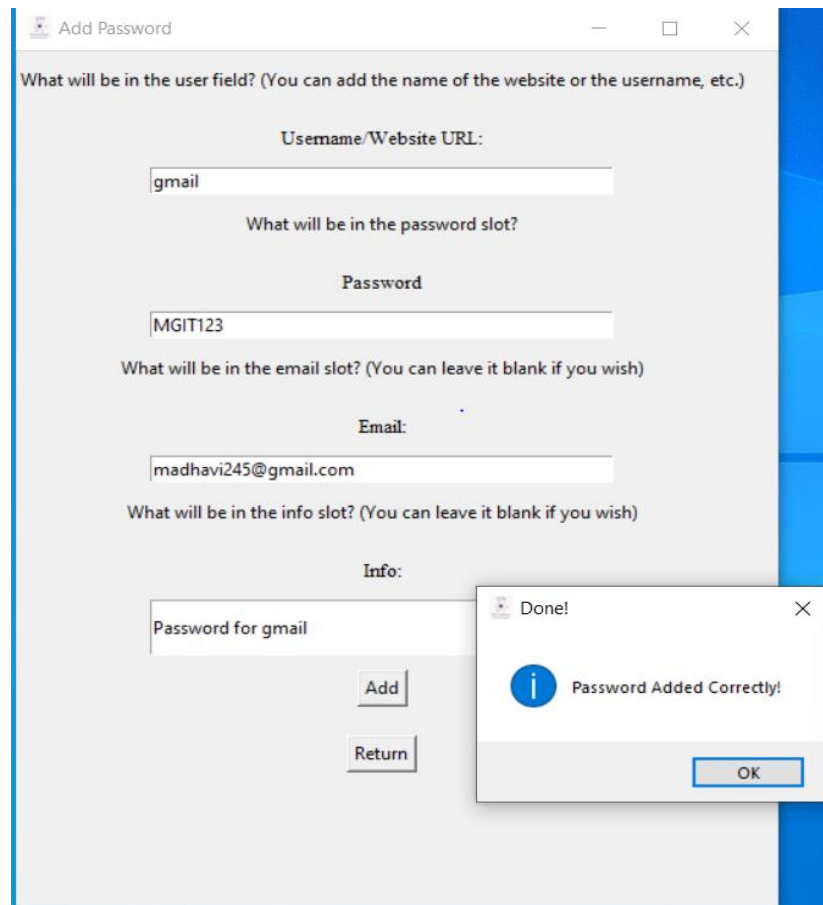 Add Password
What will be in the user field? (You can add the name of the website or the username, etc.)
Username/Website URL:
gmail
What will be in the password slot?
Password
MGIT123
What will be in the email slot? (You can leave it blank if you wish)
Email:
madhavi245@gmail.com
What will be in the info slot? (You can leave it blank if you wish)
Info:
Password for gmail
Add
Return
Done!
Password Added Correctly!
OK